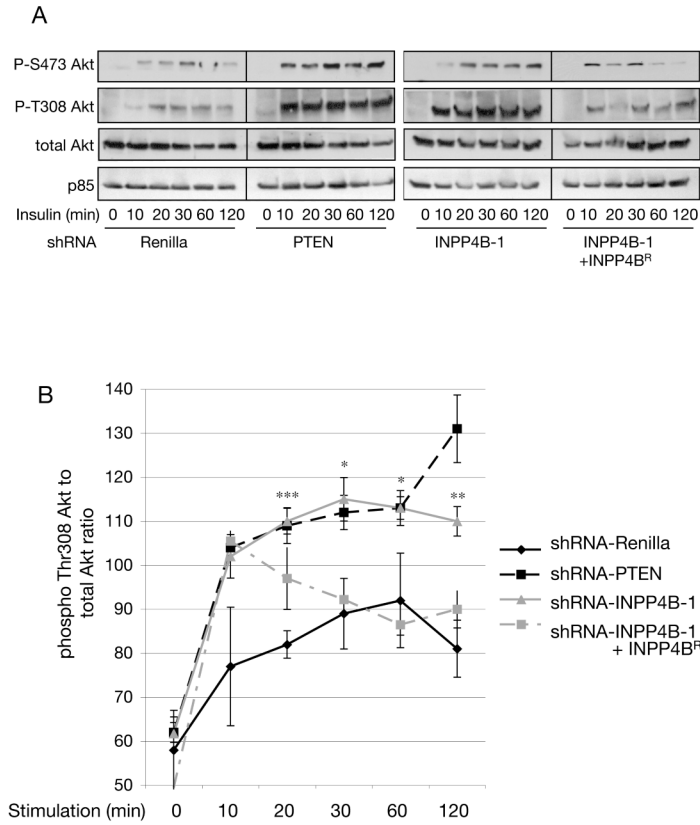 A
P-S473 Akt
P-T308 Akt
total Akt
p85
Insulin (min) 0 10 20 30 60 120 0 10 20 30 60 120 0 10 20 30 60 120 0 10 20 30 60 120
shRNA Renilla PTEN INPP4B-1 INPP4B-1
+INPP4Bᴿ
B
140
130
120
110
100
90
80
70
60
50
phospho Thr308 Akt to
total Akt ratio
***
*
*
**
shRNA-Renilla
shRNA-PTEN
shRNA-INPP4B-1
shRNA-INPP4B-1
+ INPP4Bᴿ
Stimulation (min) 0 10 20 30 60 120